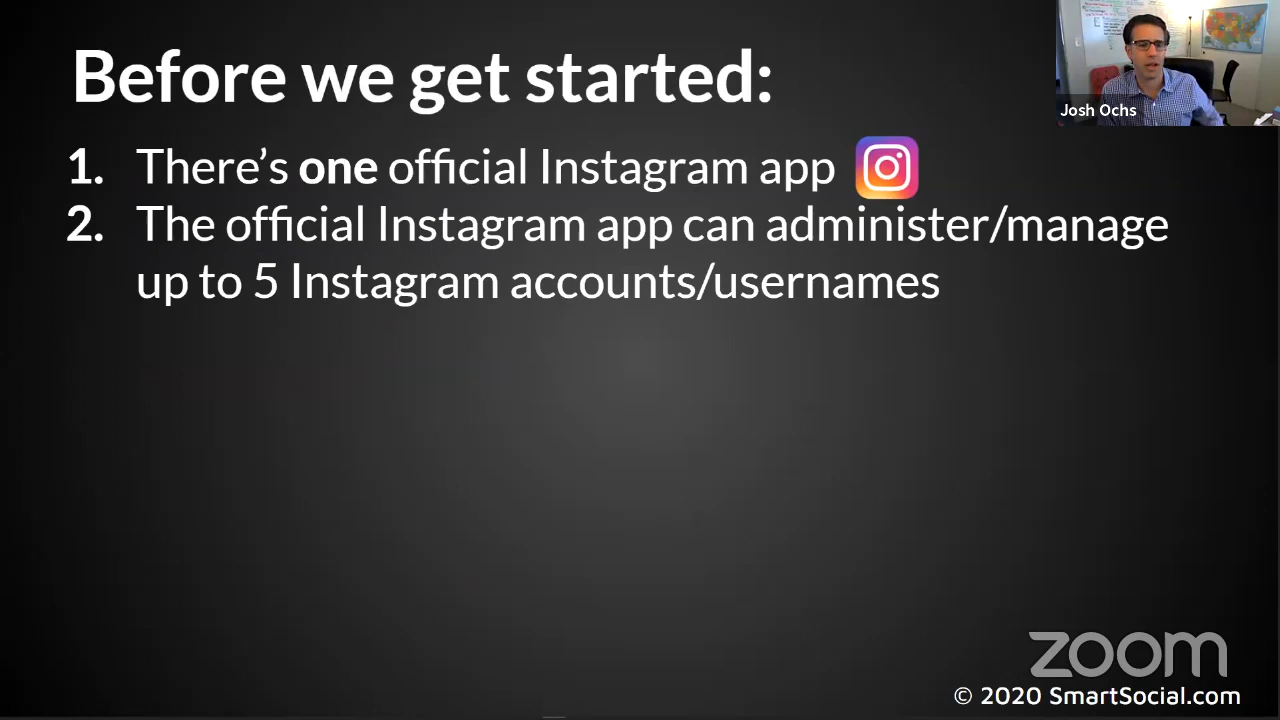 Before we get started:
Josh Ochs
1. There's one official Instagram app
2. The official Instagram app can administer/manage
up to 5 Instagram accounts/usernames
zoom
© 2020 SmartSocial.com